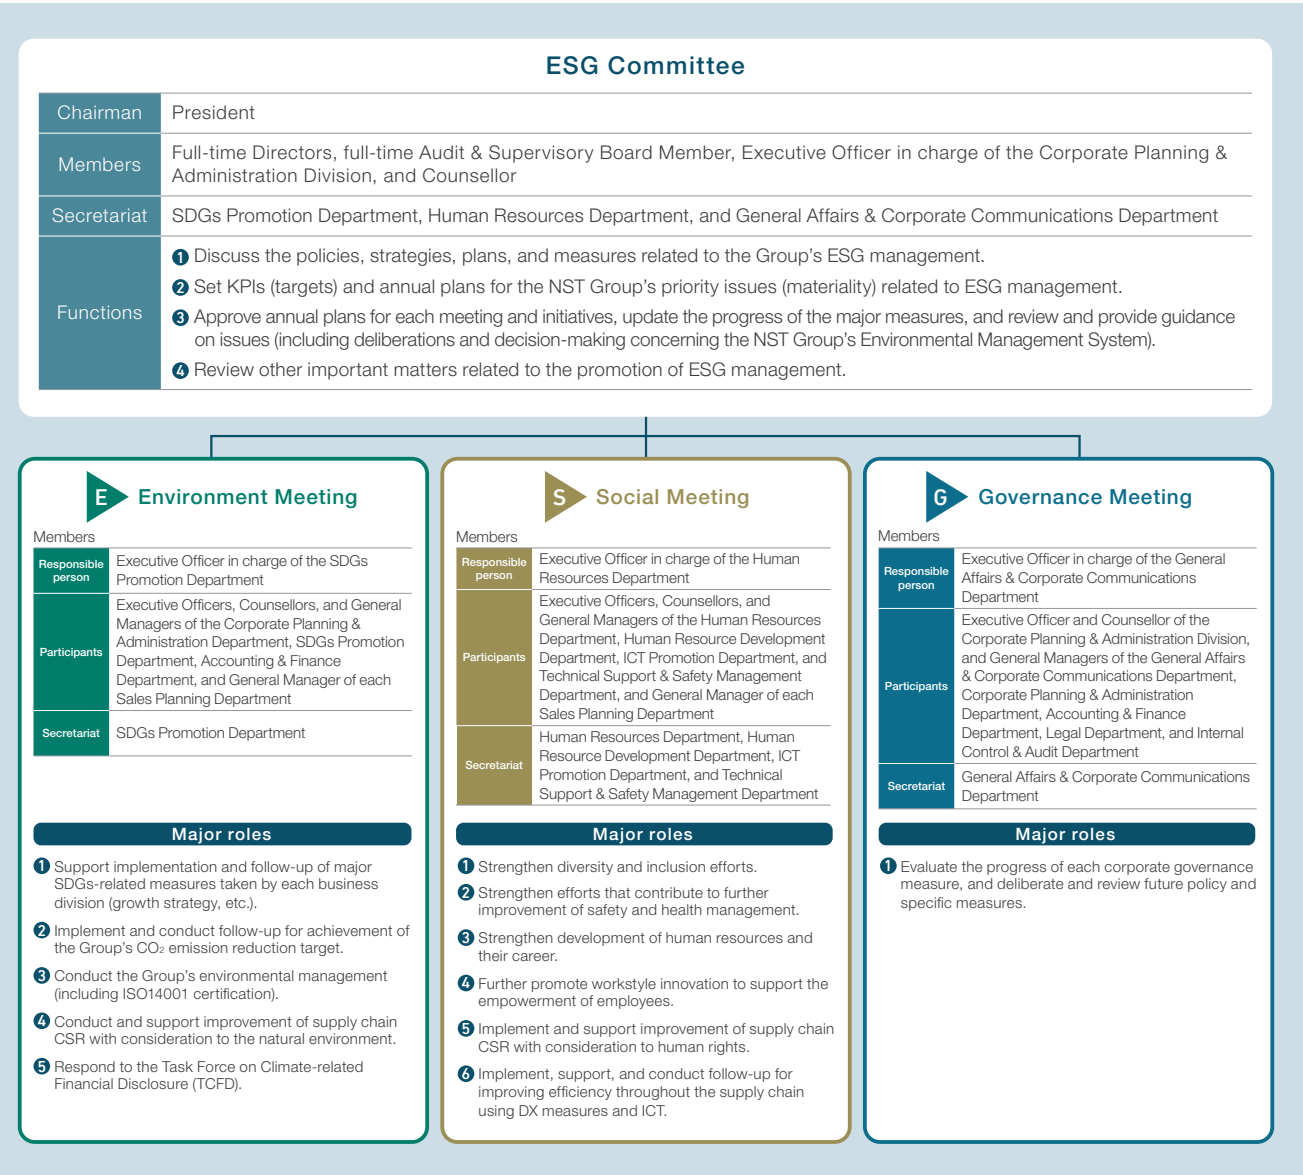 ESG Committee
Chairman
President
Members
Full-time Directors, full-time Audit & Supervisory Board Member, Executive Officer in charge of the Corporate Planning &
Administration Division, and Counsellor
Secretariat
SDGs Promotion Department, Human Resources Department, and General Affairs & Corporate Communications Department
Functions
1 Discuss the policies, strategies, plans, and measures related to the Group's ESG management.
2 Set KPIs (targets) and annual plans for the NST Group's priority issues (materiality) related to ESG management.
3 Approve annual plans for each meeting and initiatives, update the progress of the major measures, and review and provide guidance
on issues (including deliberations and decision-making concerning the NST Group's Environmental Management System).
4 Review other important matters related to the promotion of ESG management.
E Environment Meeting
Members
Responsible
person
Executive Officer in charge of the SDGs
Promotion Department
Participants
Executive Officers, Counsellors, and General
Managers of the Corporate Planning &
Administration Department, SDGs Promotion
Department, Accounting & Finance
Department, and General Manager of each
Sales Planning Department
Secretariat
SDGs Promotion Department
Major roles
1 Support implementation and follow-up of major
SDGs-related measures taken by each business
division (growth strategy, etc.).
2 Implement and conduct follow-up for achievement of
the Group's CO₂ emission reduction target.
3 Conduct the Group's environmental management
(including ISO14001 certification).
4 Conduct and support improvement of supply chain
CSR with consideration to the natural environment.
5 Respond to the Task Force on Climate-related
Financial Disclosure (TCFD).
S Social Meeting
Members
Responsible
person
Executive Officer in charge of the Human
Resources Department
Participants
Executive Officers, Counsellors, and
General Managers of the Human Resources
Department, Human Resource Development
Department, ICT Promotion Department, and
Technical Support & Safety Management
Department, and General Manager of each
Sales Planning Department
Secretariat
Human Resources Department, Human
Resource Development Department, ICT
Promotion Department, and Technical
Support & Safety Management Department
Major roles
1 Strengthen diversity and inclusion efforts.
2 Strengthen efforts that contribute to further
improvement of safety and health management.
3 Strengthen development of human resources and
their career.
4 Further promote workstyle innovation to support the
empowerment of employees.
5 Implement and support improvement of supply chain
CSR with consideration to human rights.
6 Implement, support, and conduct follow-up for
improving efficiency throughout the supply chain
using DX measures and ICT.
G Governance Meeting
Members
Responsible
person
Executive Officer in charge of the General
Affairs & Corporate Communications
Department
Participants
Executive Officer and Counsellor of the
Corporate Planning & Administration Division,
and General Managers of the General Affairs
& Corporate Communications Department,
Corporate Planning & Administration
Department, Accounting & Finance
Department, Legal Department, and Internal
Control & Audit Department
Secretariat
General Affairs & Corporate Communications
Department
Major roles
1 Evaluate the progress of each corporate governance
measure, and deliberate and review future policy and
specific measures.